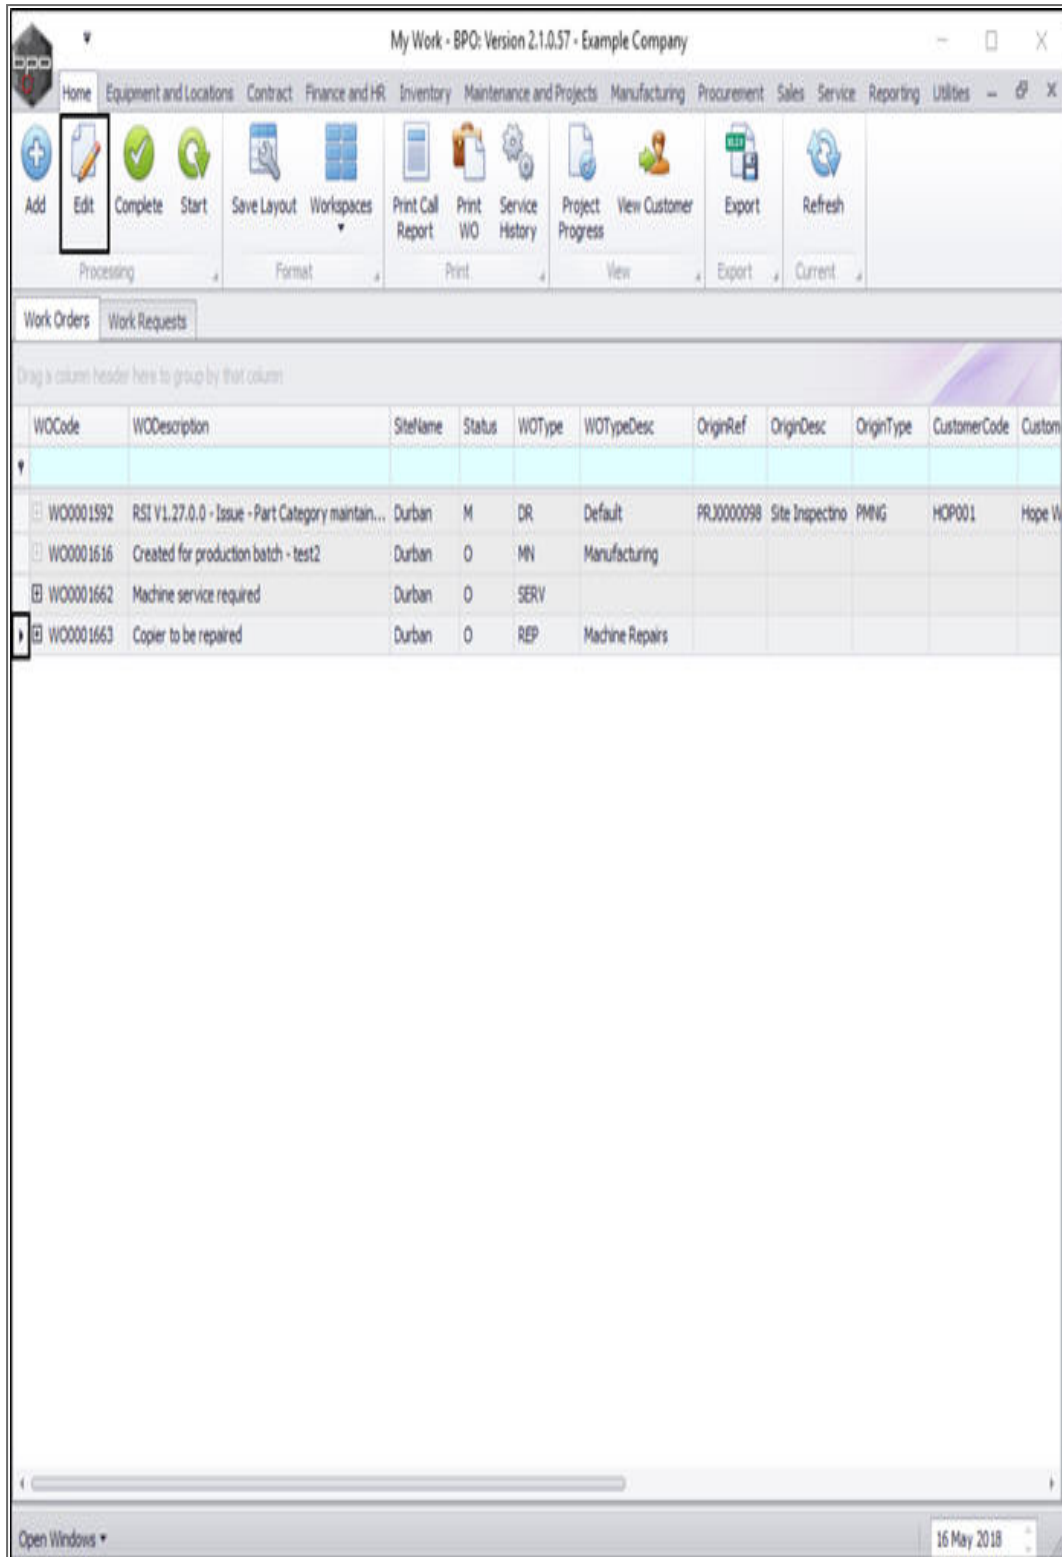 My Work - BPO: Version 2.1.0.57 - Example Company
bpo
Home Equipment and Locations Contract Finance and HR Inventory Maintenance and Projects Manufacturing Procurement Sales Service Reporting Utilities
Add Edit Complete Start Save Layout Workspaces Print Call Report Print WO Service History Project Progress View Customer Export Refresh
Processing Format Print View Export Current
Work Orders Work Requests
Drag a column header here to group by that column
WOCode WODescription SiteName Status WOType WOTypeDesc OriginRef OriginDesc OriginType CustomerCode Custom
WO0001592 RSI V1.27.0.0 - Issue - Part Category maintain... Durban M DR Default PRJ0000098 Site Inspectino PMNG HOP001 Hope W
WO0001616 Created for production batch - test2 Durban O MN Manufacturing
WO0001662 Machine service required Durban O SERV
WO0001663 Copier to be repaired Durban O REP Machine Repairs
Open Windows 16 May 2018